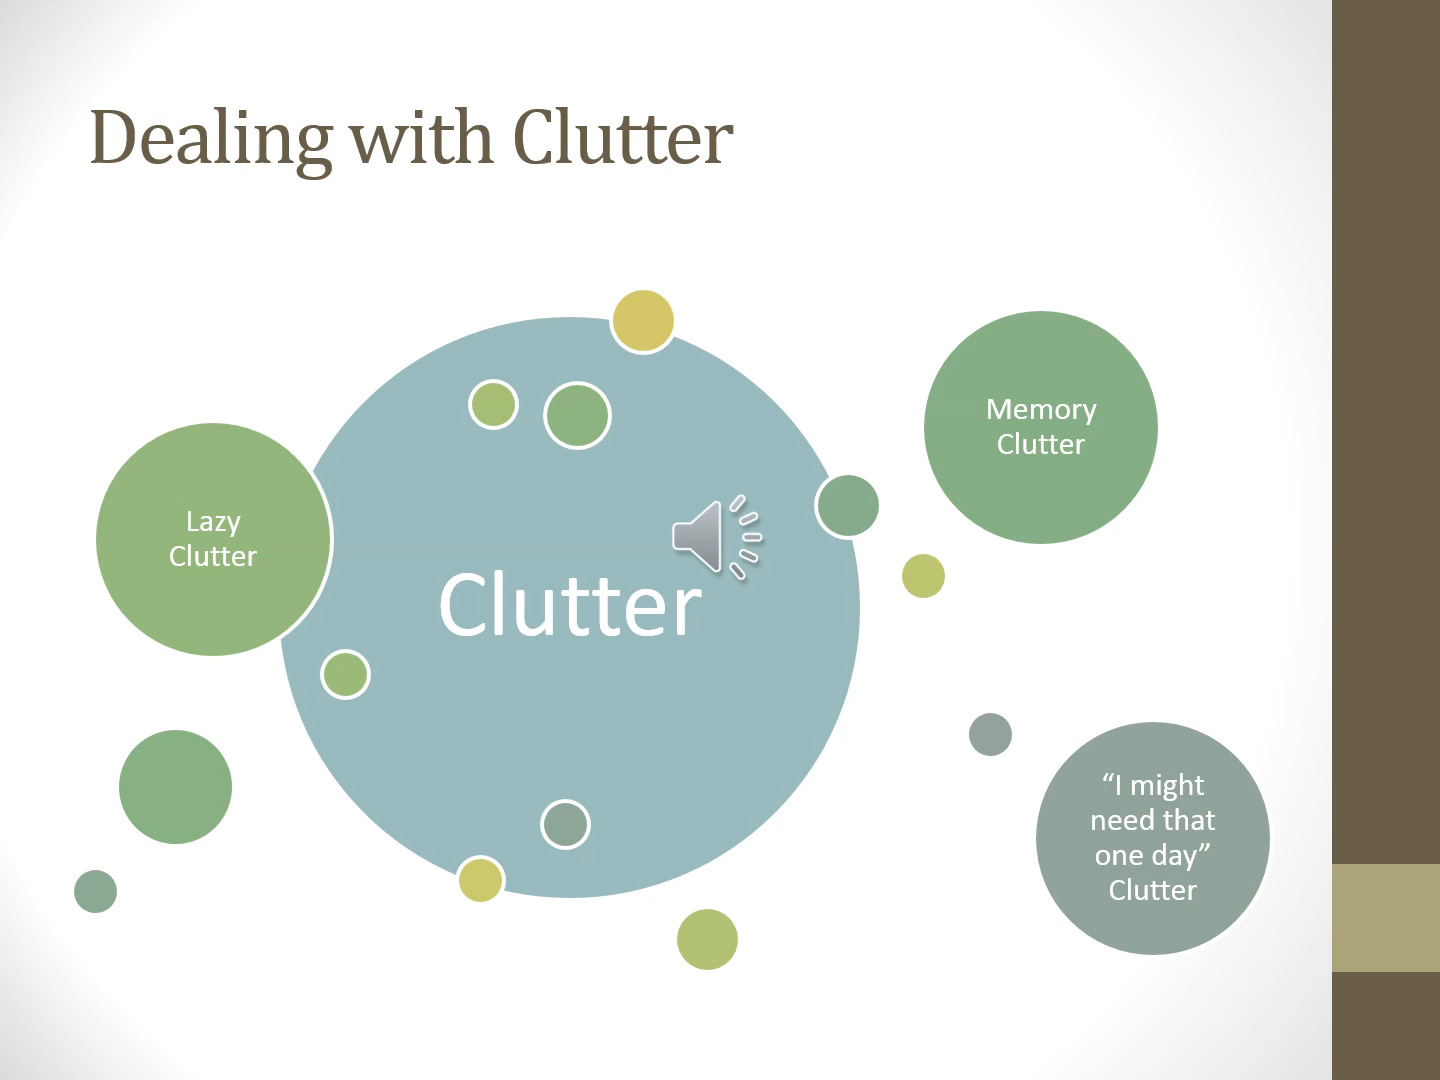 Dealing with Clutter
Memory
Clutter
Lazy
Clutter
Clutter
“I might
need that
one day”
Clutter